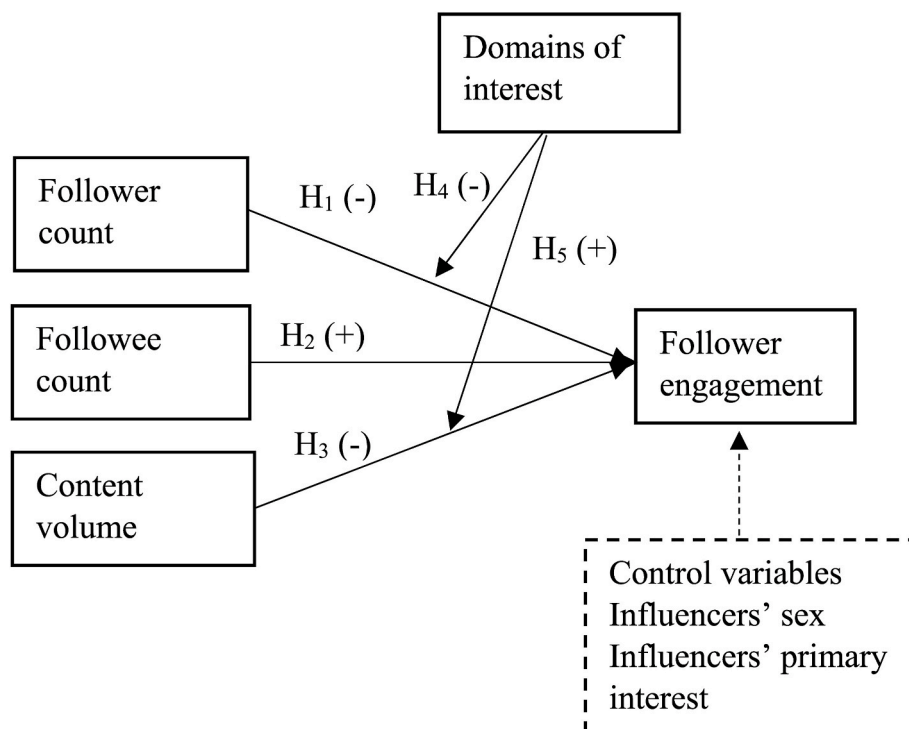 Domains of
interest
Follower
count
H₁ (-)
H₄ (-)
H₅ (+)
Followee
count
H₂ (+)
Follower
engagement
Content
volume
H₃ (-)
Control variables
Influencers’ sex
Influencers’ primary
interest